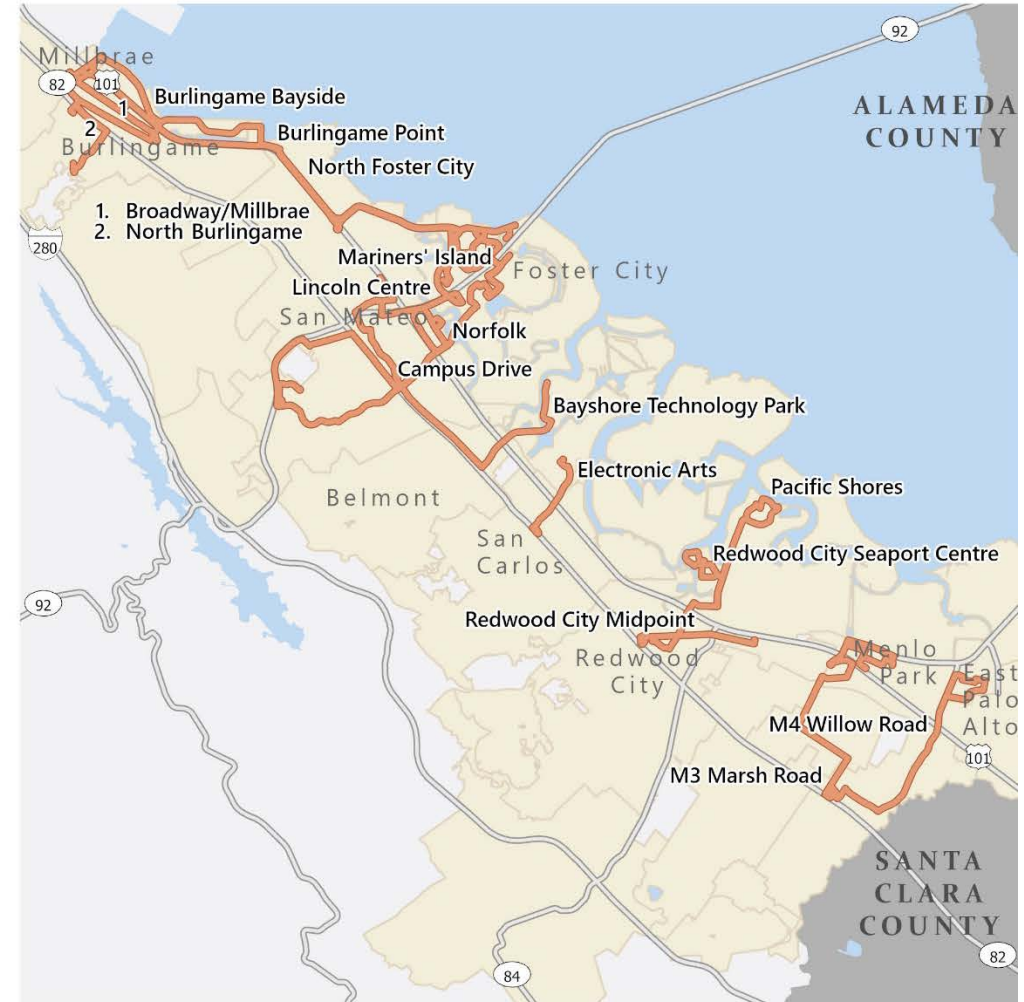 92
Millbrae
82
101
Burlingame Bayside
1
ALAMEDA
COUNTY
2
Burlingame
Burlingame Point
North Foster City
1. Broadway/Millbrae
2. North Burlingame
280
Mariners' Island
Foster City
Lincoln Centre
San Mateo
Norfolk
Campus Drive
Bayshore Technology Park
Electronic Arts
Belmont
Pacific Shores
San
Carlos
Redwood City Seaport Centre
92
Redwood City Midpoint
Redwood
City
Menlo
Park
East
Palo
Alto
M4 Willow Road
101
M3 Marsh Road
SANTA
CLARA
COUNTY
82
84